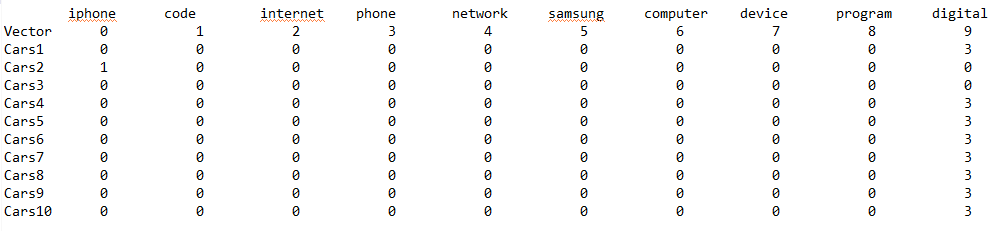 iphone code internet phone network samsung computer device program digital
Vector 0 1 2 3 4 5 6 7 8 9
Cars1 0 0 0 0 0 0 0 0 0 3
Cars2 1 0 0 0 0 0 0 0 0 0
Cars3 0 0 0 0 0 0 0 0 0 0
Cars4 0 0 0 0 0 0 0 0 0 3
Cars5 0 0 0 0 0 0 0 0 0 3
Cars6 0 0 0 0 0 0 0 0 0 3
Cars7 0 0 0 0 0 0 0 0 0 3
Cars8 0 0 0 0 0 0 0 0 0 3
Cars9 0 0 0 0 0 0 0 0 0 3
Cars10 0 0 0 0 0 0 0 0 0 3